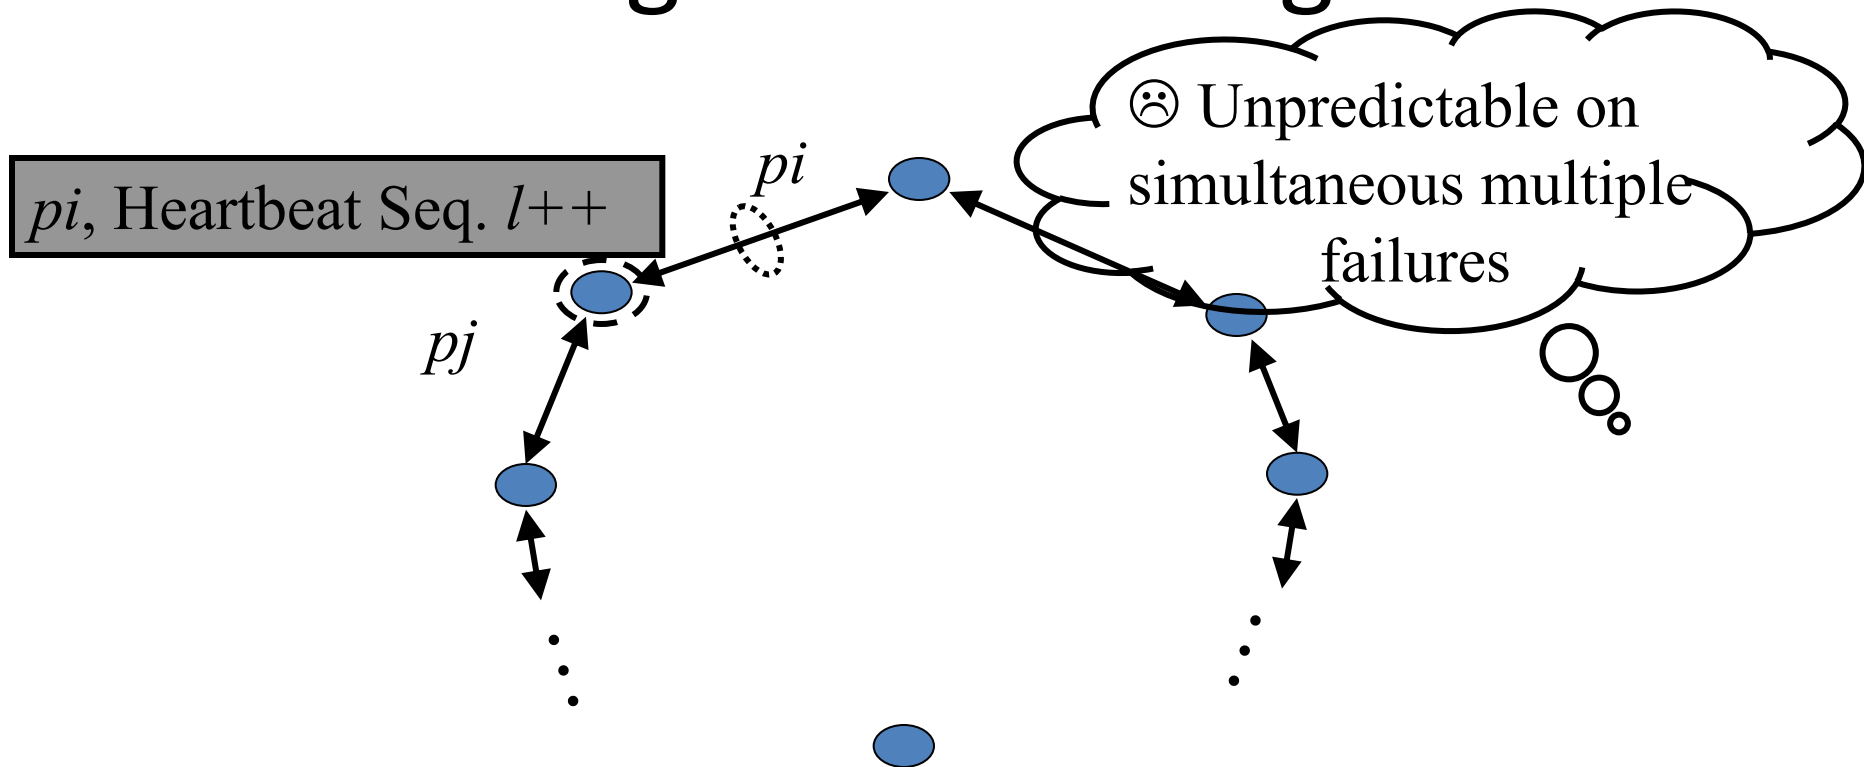 ☹ Unpredictable on
simultaneous multiple
failures
pi
pi, Heartbeat Seq. l++
pj